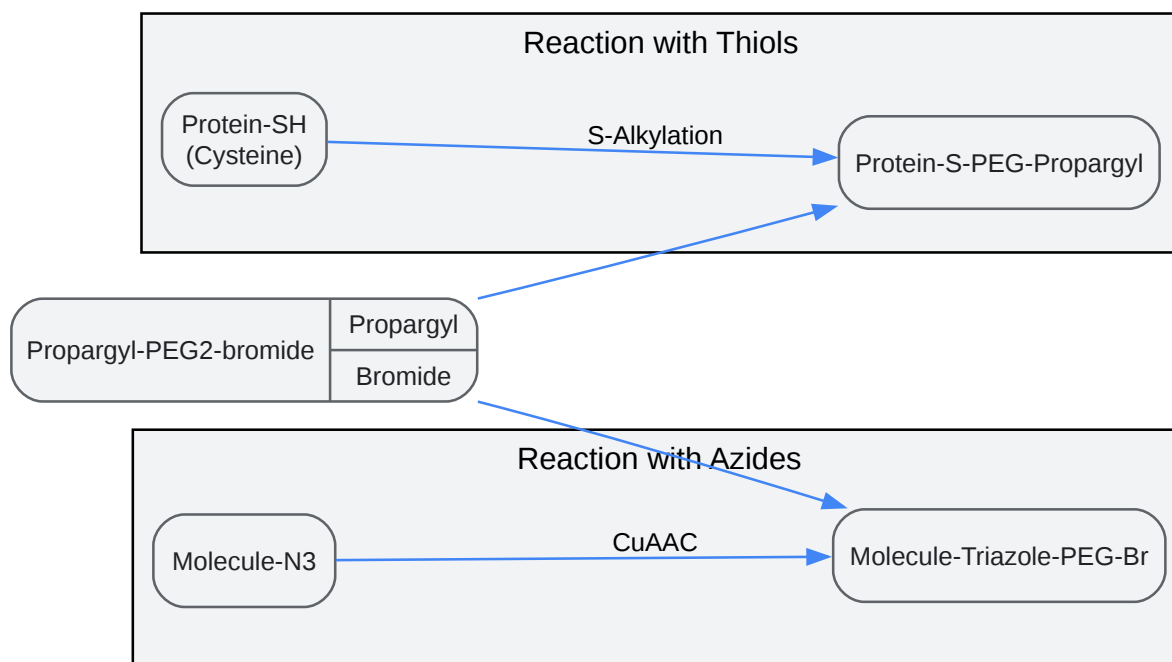 Reaction with Thiols
Protein-SH
(Cysteine)
S-Alkylation
Protein-S-PEG-Propargyl
Propargyl-PEG2-bromide
Propargyl
Bromide
Reaction with Azides
Molecule-N3
CuAAC
Molecule-Triazole-PEG-Br